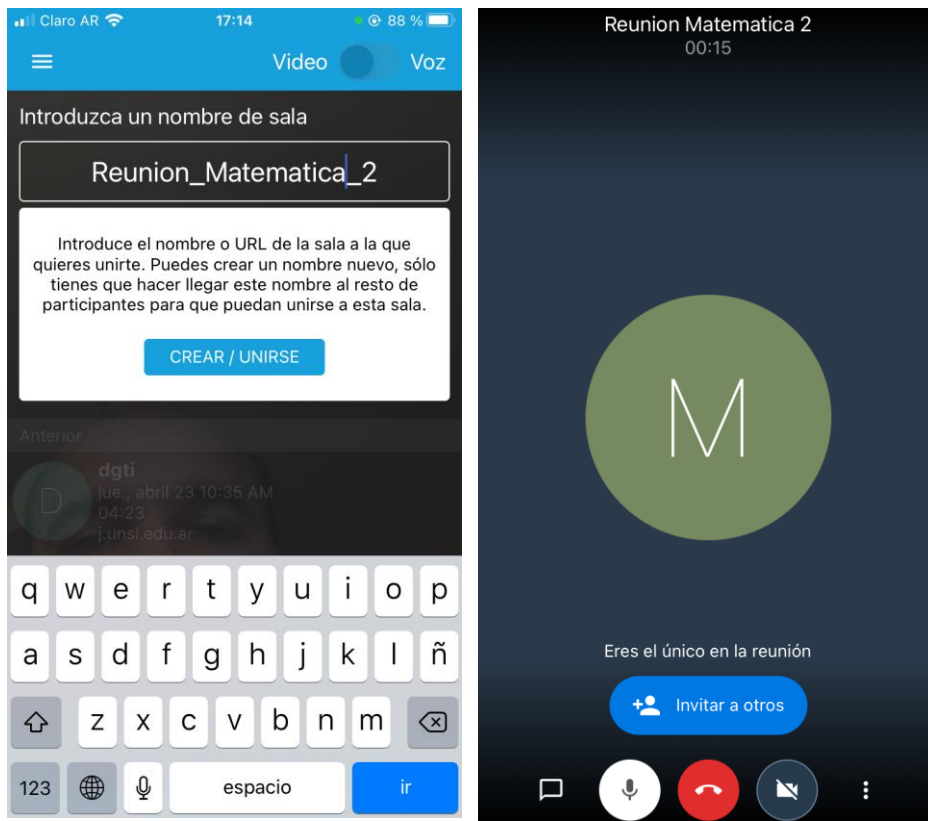 Claro AR
17:14
88 %
Video
Voz
Introduzca un nombre de sala
Reunion_Matematica_2
Introduce el nombre o URL de la sala a la que
quieres unirte. Puedes crear un nombre nuevo, sólo
tienes que hacer llegar este nombre al resto de
participantes para que puedan unirse a esta sala.
CREAR / UNIRSE
Anterior
D
dgti
jue., abril 23 10:35 AM
04:23
j.unsl.edu.ar
q w e r t y u i o p
a s d f g h j k l ñ
z x c v b n m
123
espacio
ir
Reunion Matematica 2
00:15
M
Eres el único en la reunión
Invitar a otros